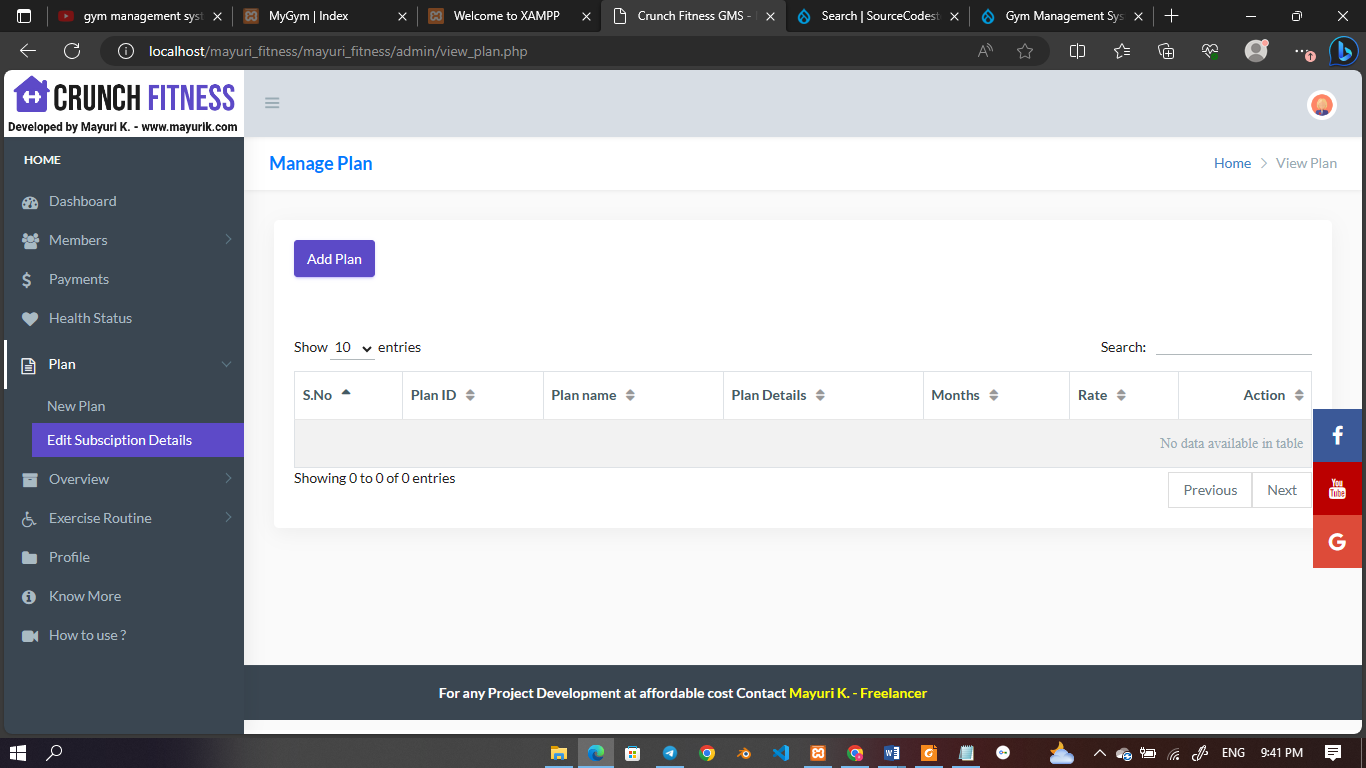 gym management syst
MyGym | Index
Welcome to XAMPP
Crunch Fitness GMS -
Search | SourceCodest
Gym Management Sys
localhost/mayuri_fitness/mayuri_fitness/admin/view_plan.php
CRUNCH FITNESS
Developed by Mayuri K. - www.mayurik.com
HOME
Dashboard
Members
Payments
Health Status
Plan
New Plan
Edit Subsciption Details
Overview
Exercise Routine
Profile
Know More
How to use ?
Manage Plan
Home > View Plan
Add Plan
Show 10 entries
Search:
S.No Plan ID Plan name Plan Details Months Rate Action
No data available in table
Showing 0 to 0 of 0 entries
Previous Next
You
Tube
For any Project Development at affordable cost Contact Mayuri K. - Freelancer
ENG 9:41 PM